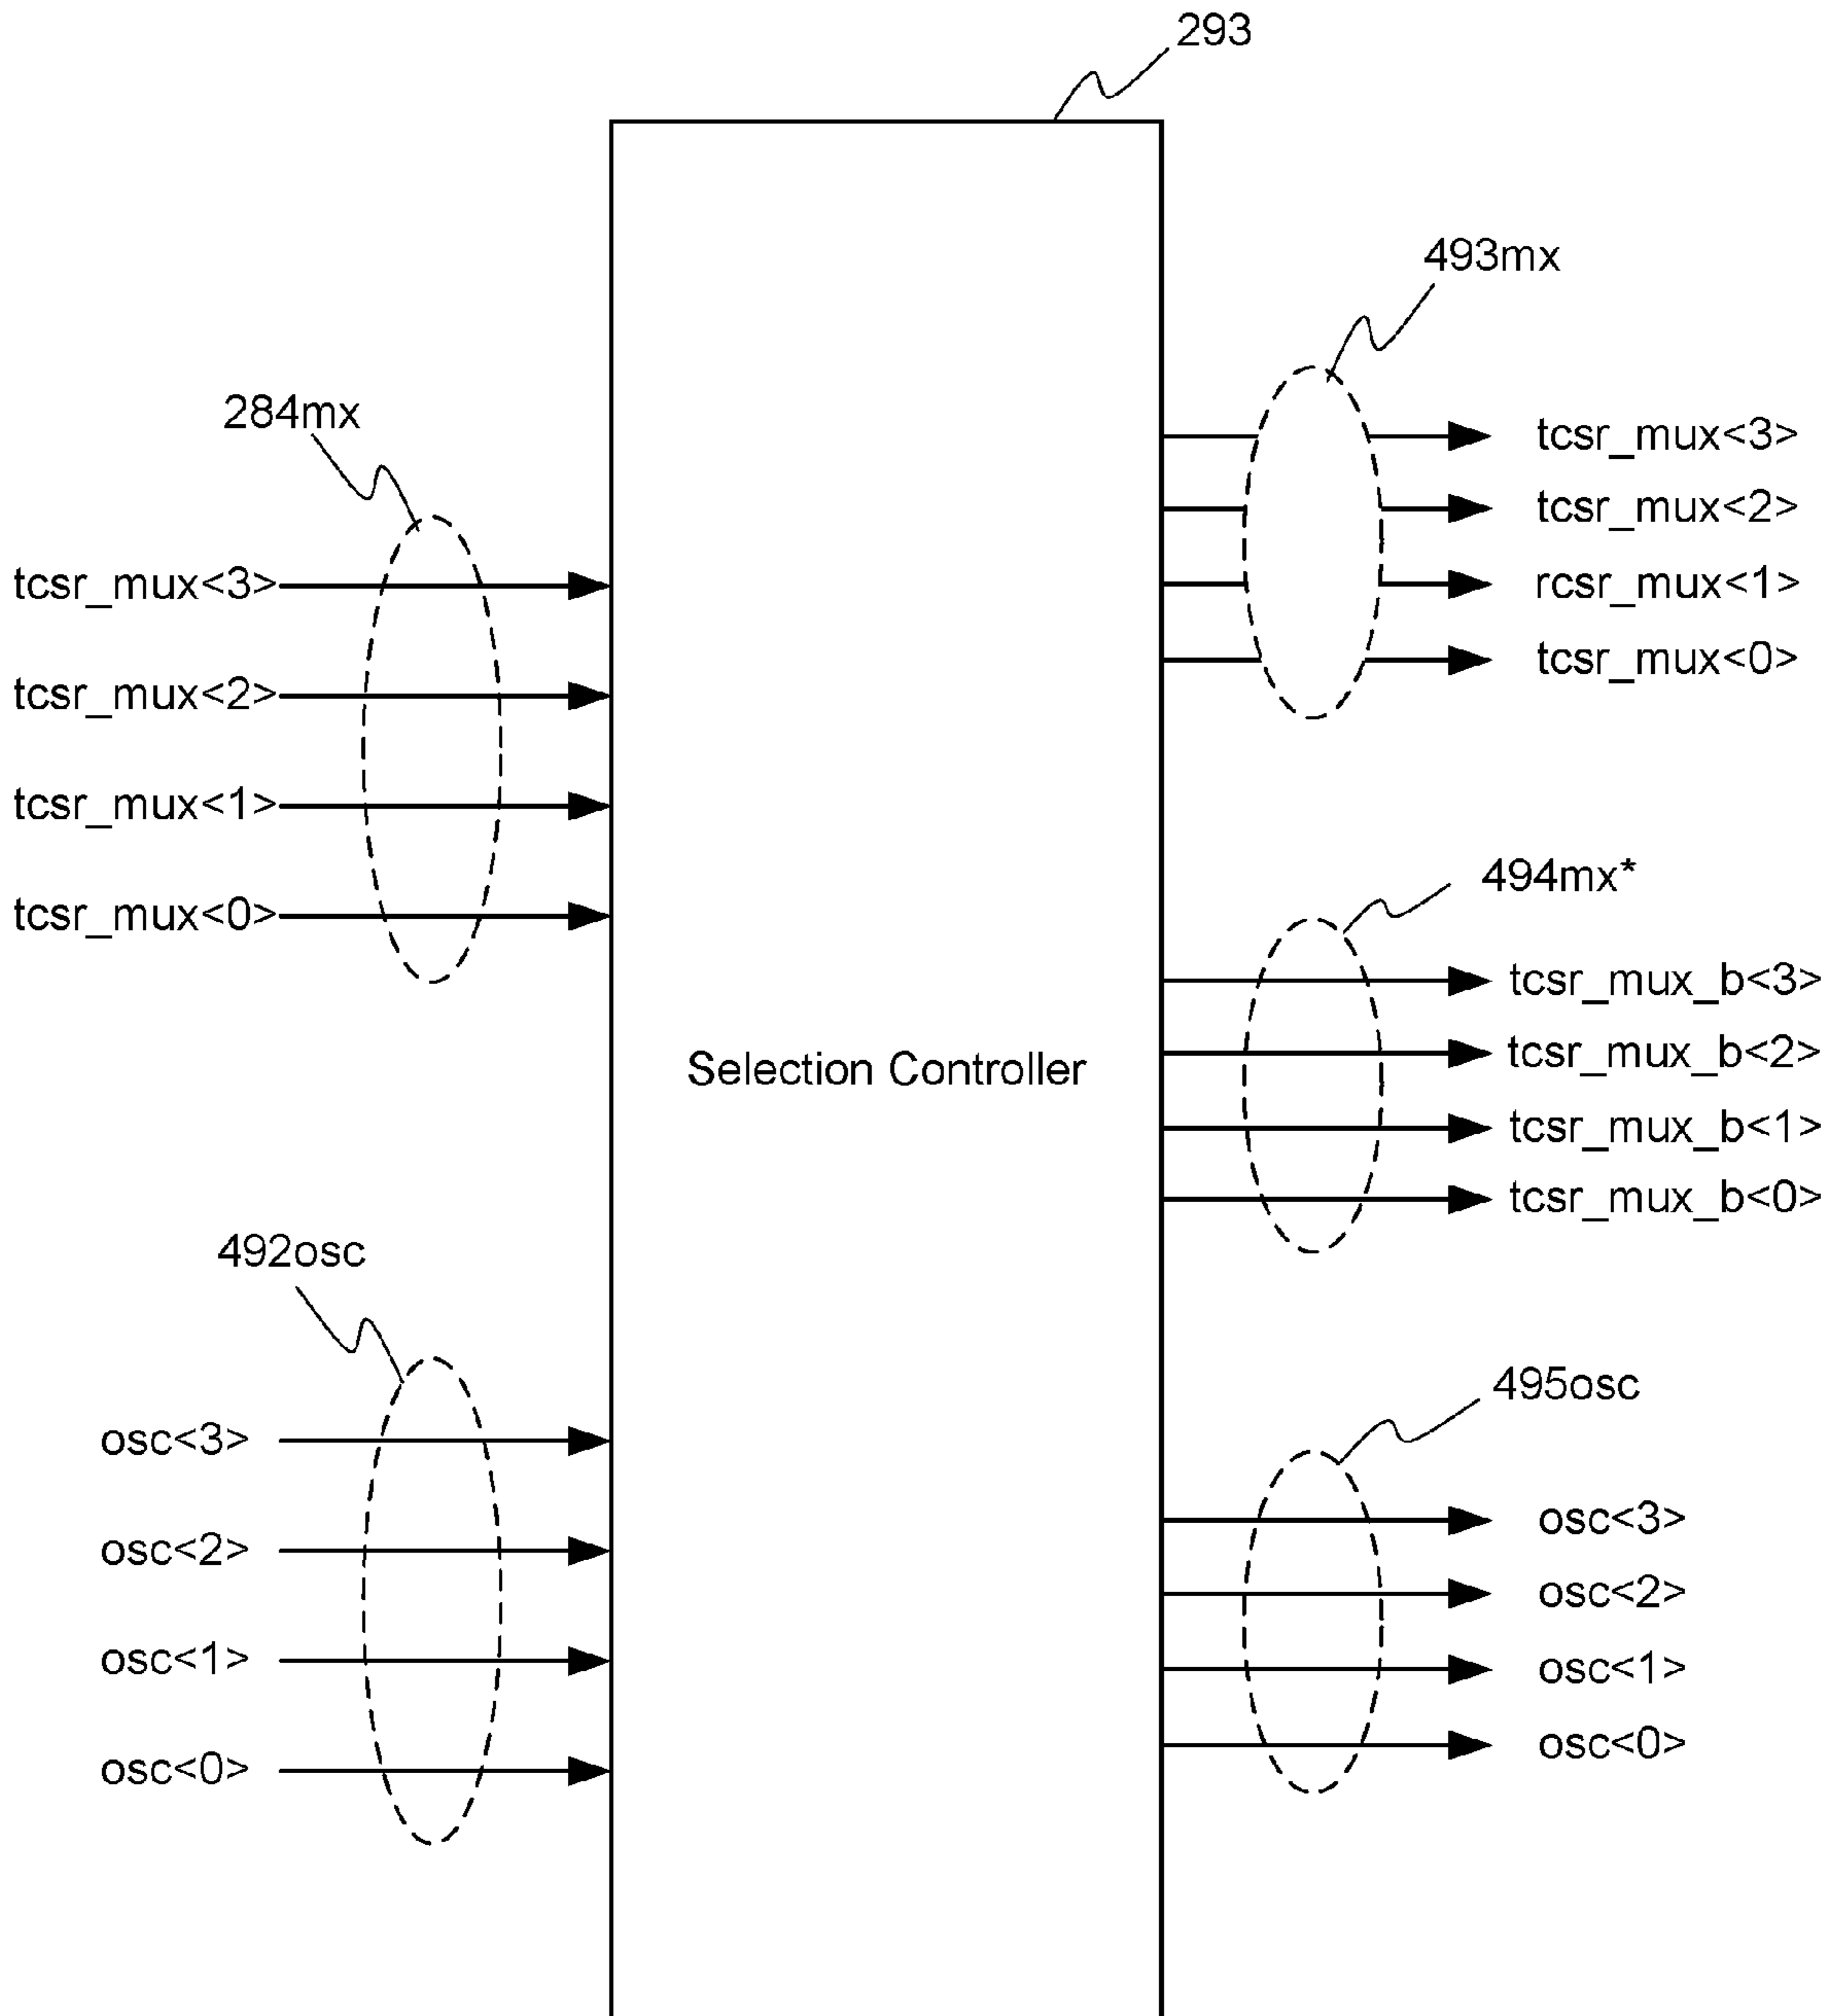 293
493mx
284mx
tcsr_mux<3>
tcsr_mux<2>
tcsr_mux<1>
tcsr_mux<0>
tcsr_mux<3>
tcsr_mux<2>
rcsr_mux<1>
tcsr_mux<0>
494mx*
tcsr_mux_b<3>
tcsr_mux_b<2>
tcsr_mux_b<1>
tcsr_mux_b<0>
Selection Controller
492osc
osc<3>
osc<2>
osc<1>
osc<0>
495osc
osc<3>
osc<2>
osc<1>
osc<0>